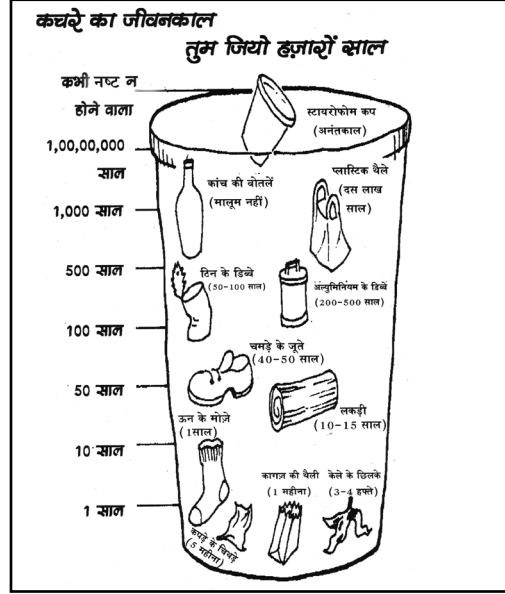 कचरे का जीवनकाल
तुम जियो हज़ारों साल
कभी नष्ट न
होने वाला
1,00,00,000
साल
1,000 साल
500 साल
100 साल
50 साल
10 साल
1 साल
स्टायरोफोम कप
(अनंतकाल)
कांच की बोतलें
(मालूम नहीं)
प्लास्टिक थैले
(दस लाख
साल)
टिन के डिब्बे
(50-100 साल)
अल्युमिनियम के डिब्बे
(200-500 साल)
चमड़े के जूते
(40-50 साल)
लकड़ी
(10-15 साल)
ऊन के मोज़े
(1साल)
कागज़ की थैली
(1 महीना)
केले के छिलके
(3-4 हफ्ते)
कपड़े के चिथड़े
(5 महीना)